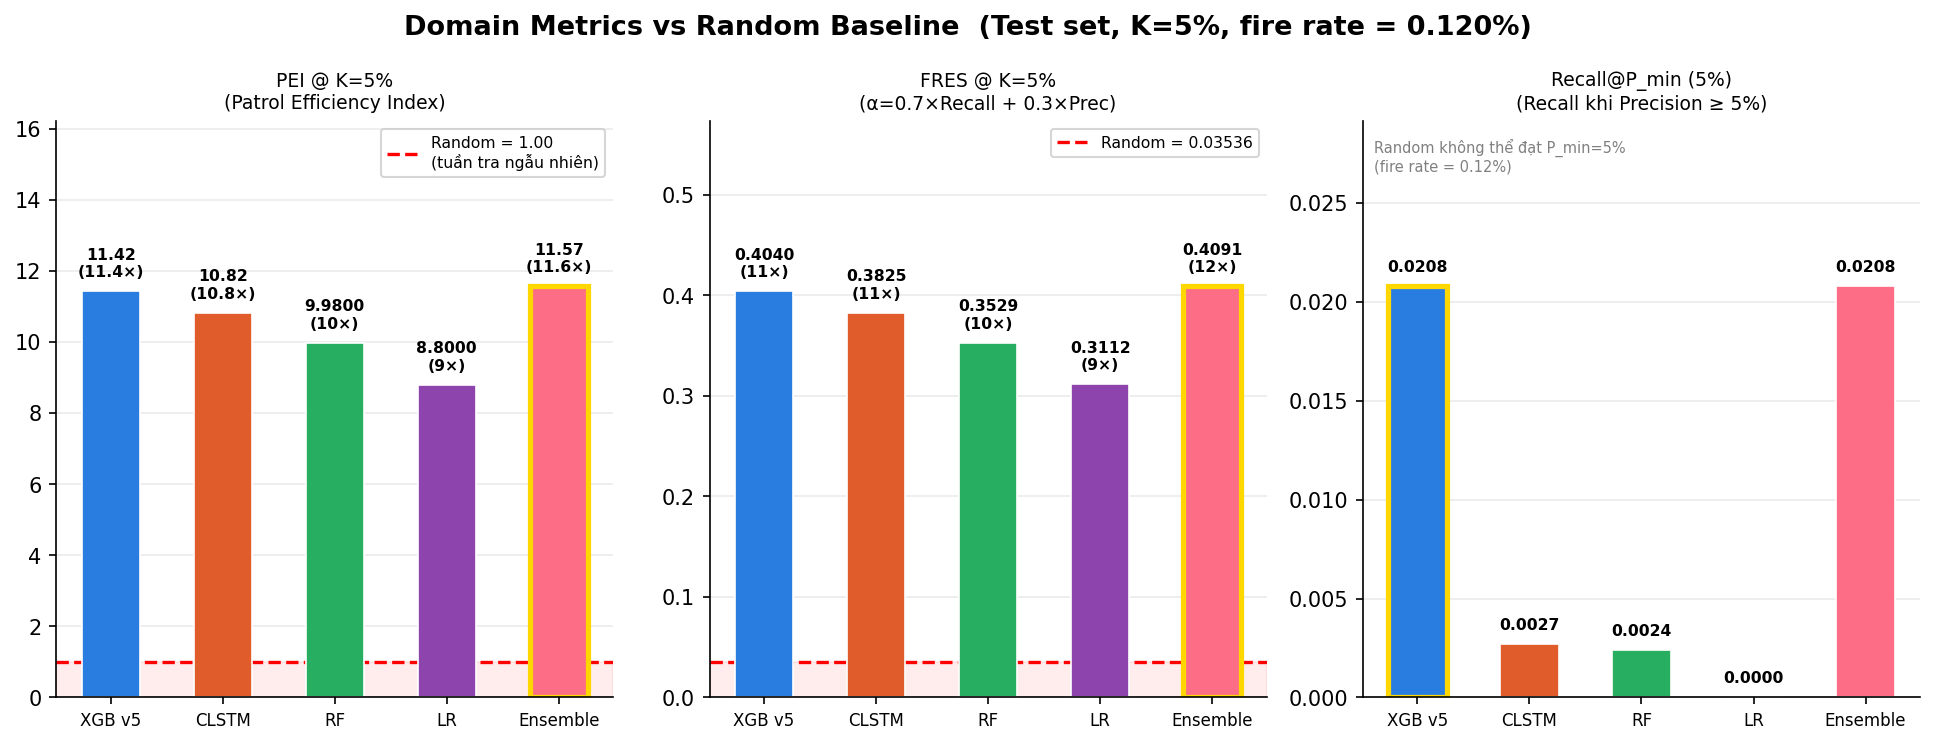 Domain Metrics vs Random Baseline  (Test set, K=5%, fire rate = 0.120%)
PEI @ K=5%
(Patrol Efficiency Index)
16
14
12
10
8
6
4
2
0
Random = 1.00
(tuần tra ngẫu nhiên)
11.42
(11.4×)
10.82
(10.8×)
9.9800
(10×)
8.8000
(9×)
11.57
(11.6×)
XGB v5
CLSTM
RF
LR
Ensemble
FRES @ K=5%
(α=0.7×Recall + 0.3×Prec)
0.5
0.4
0.3
0.2
0.1
0.0
Random = 0.03536
0.4040
(11×)
0.3825
(11×)
0.3529
(10×)
0.3112
(9×)
0.4091
(12×)
XGB v5
CLSTM
RF
LR
Ensemble
Recall@P_min (5%)
(Recall khi Precision ≥ 5%)
Random không thể đạt P_min=5%
(fire rate = 0.12%)
0.025
0.020
0.015
0.010
0.005
0.000
0.0208
0.0027
0.0024
0.0000
0.0208
XGB v5
CLSTM
RF
LR
Ensemble